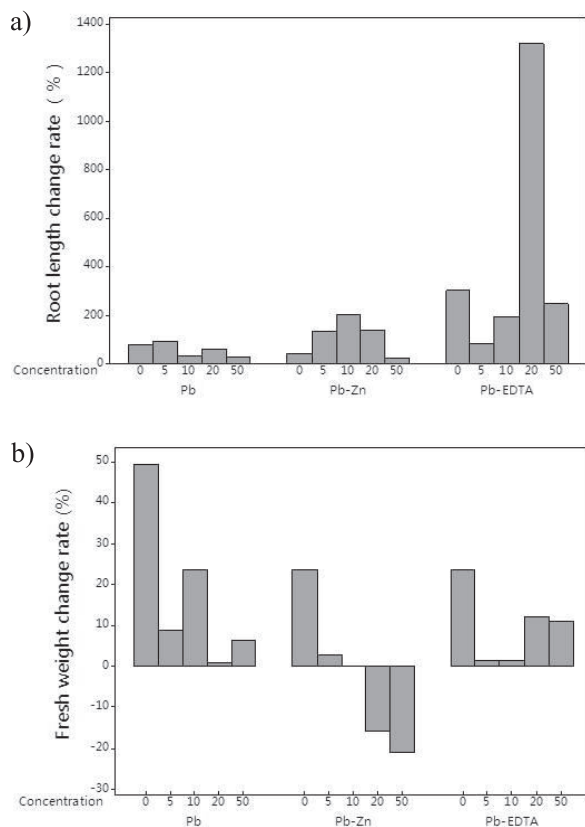 a)
Root length change rate ( % )
1400
1200
1000
800
600
400
200
0
Concentration 0 5 10 20 50 0 5 10 20 50 0 5 10 20 50
Pb Pb-Zn Pb-EDTA
b)
Fresh weight change rate (%)
50
40
30
20
10
0
-10
-20
-30
Concentration 0 5 10 20 50 0 5 10 20 50 0 5 10 20 50
Pb Pb-Zn Pb-EDTA